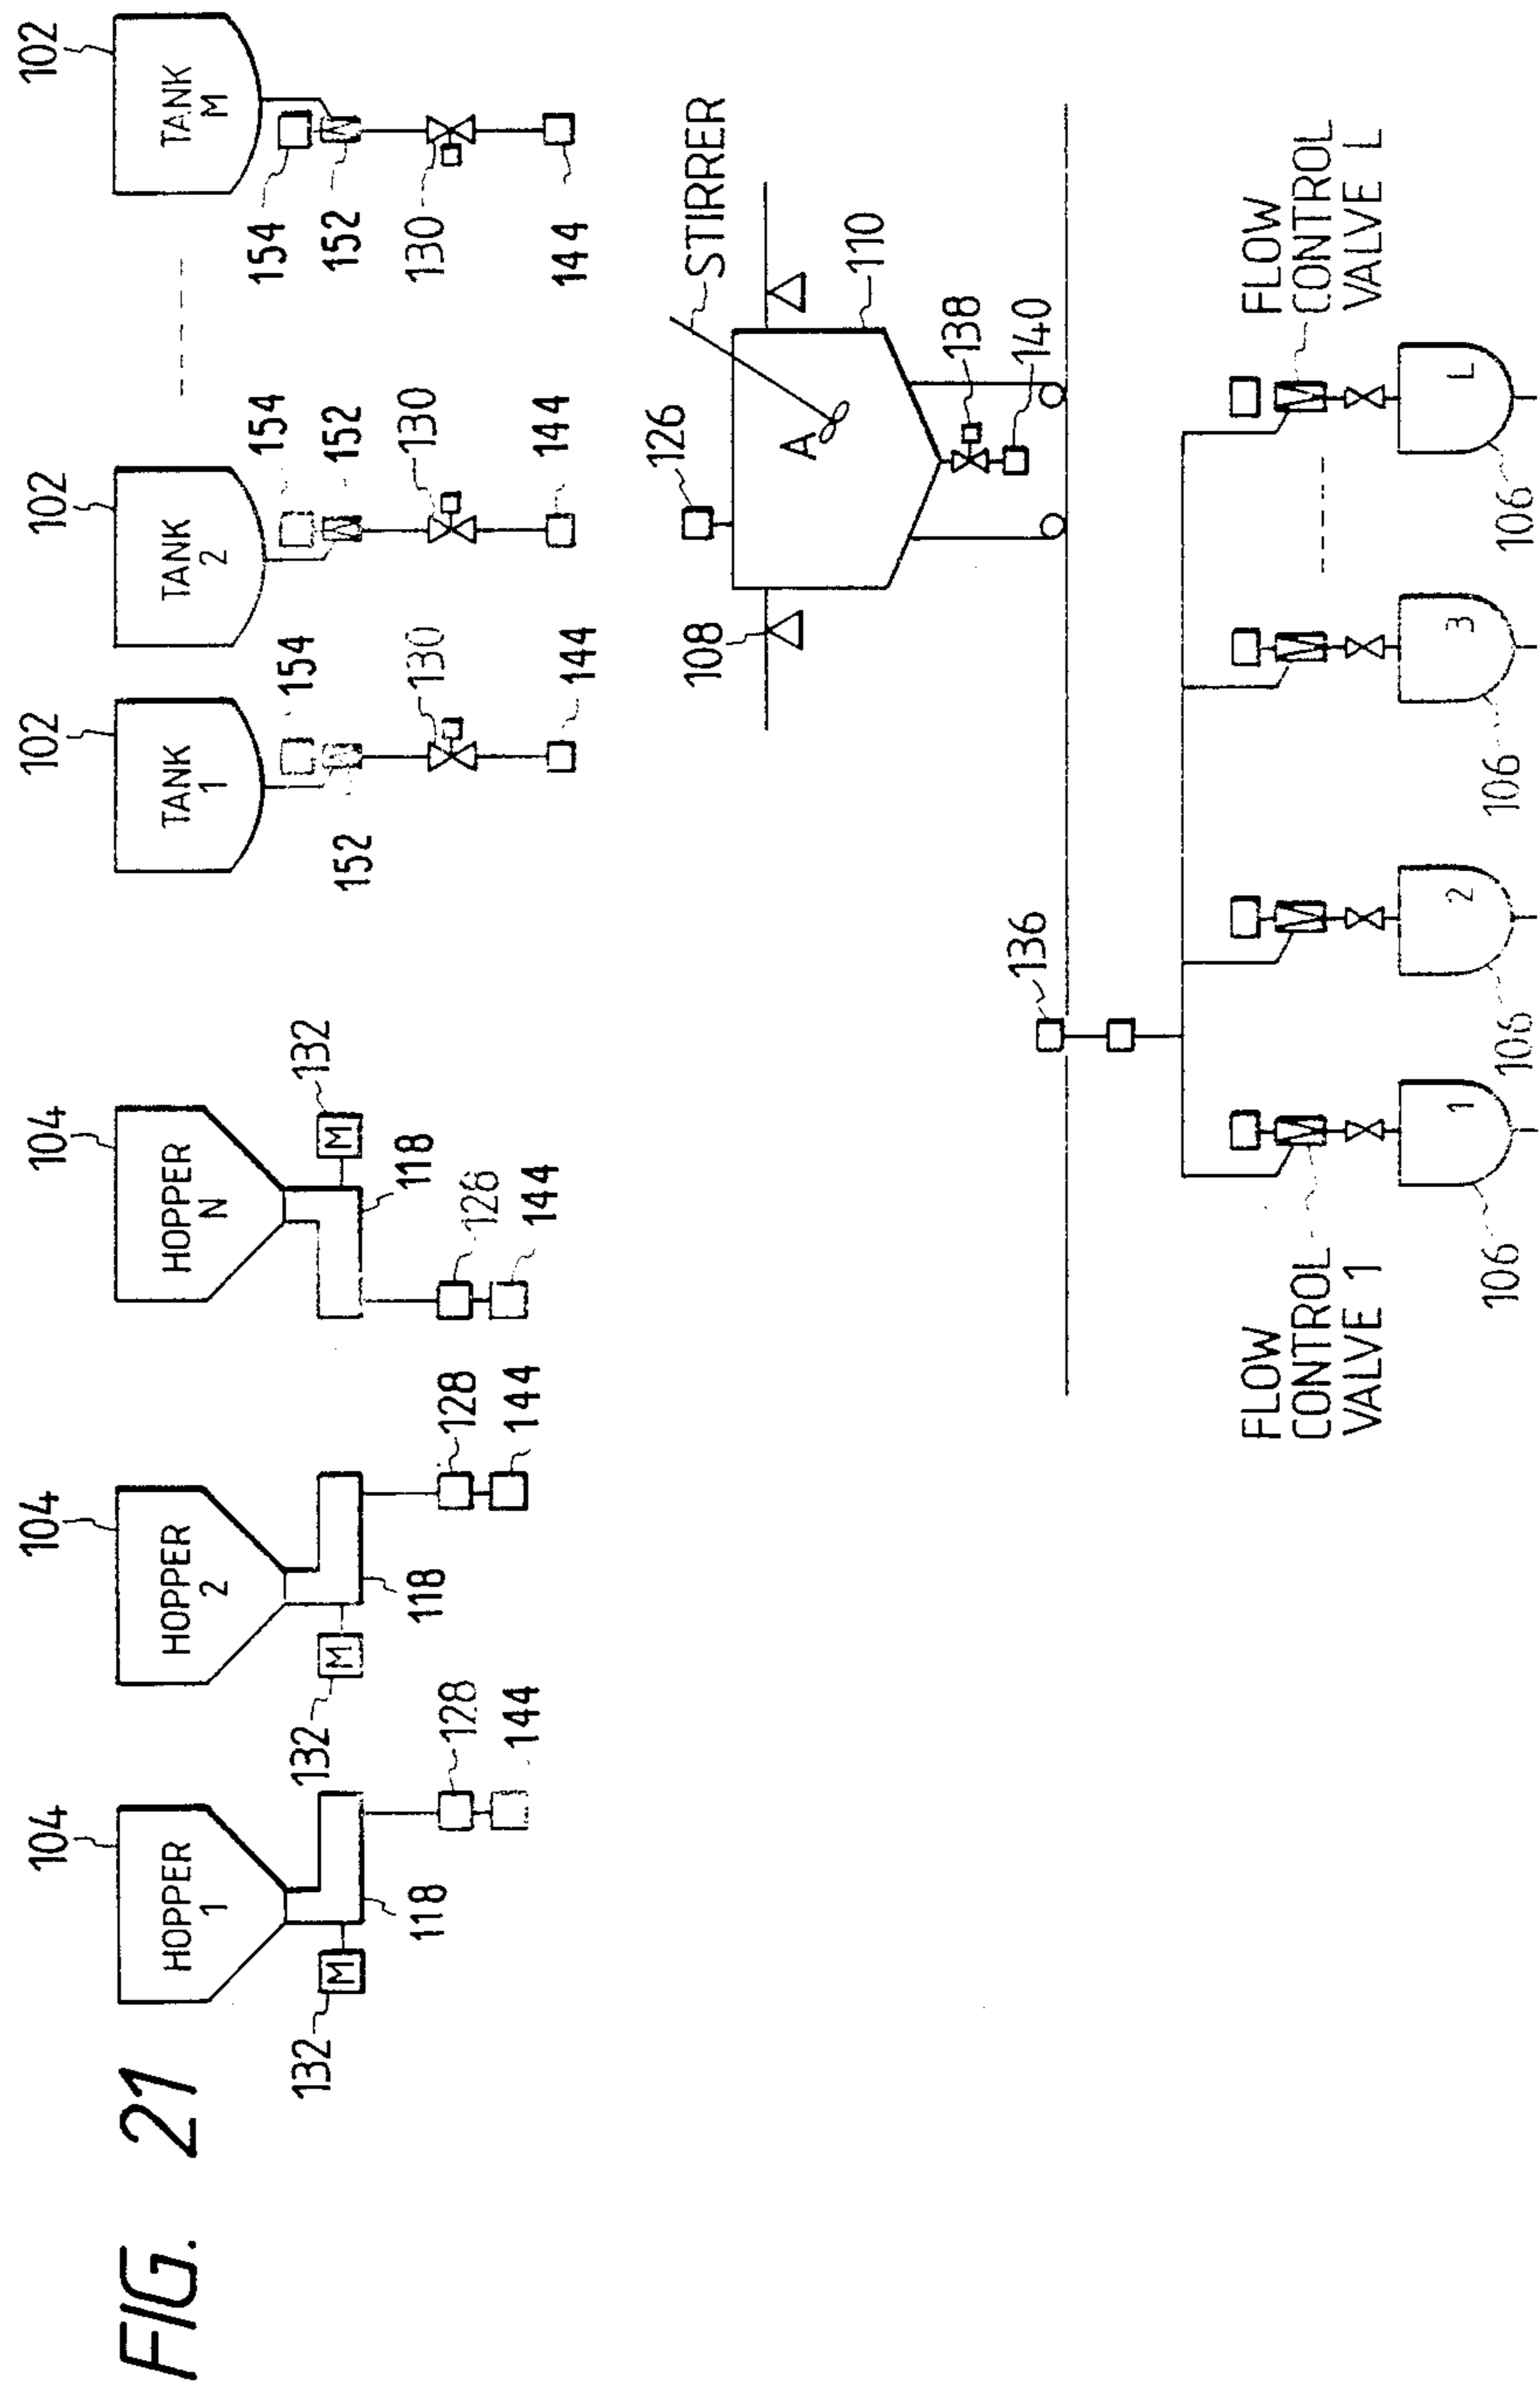 FIG. 21
104
HOPPER
1
132
M
118
128
144
104
HOPPER
2
132
M
118
128
144
104
HOPPER
N
M
132
118
126
144
102
TANK
1
154
152
130
144
102
TANK
2
154
152
130
144
102
TANK
M
154
152
130
144
108
126
A
STIRRER
110
138
140
136
FLOW
CONTROL
VALVE 1
FLOW
CONTROL
VALVE L
1
106
2
106
3
106
L
106